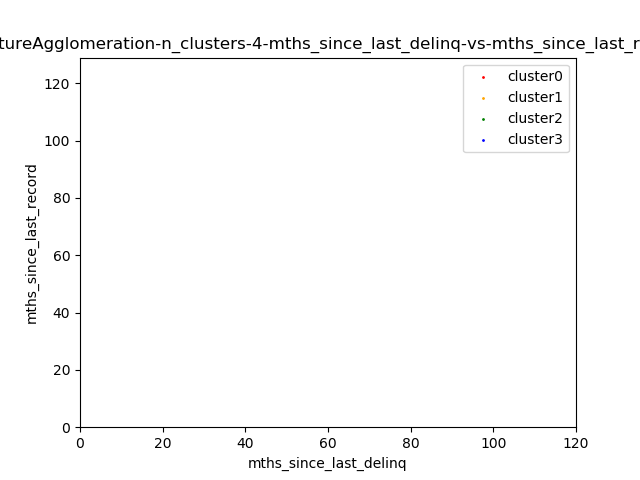 tureAgglomeration-n_clusters-4-mths_since_last_delinq-vs-mths_since_last_r
cluster0
cluster1
cluster2
cluster3
120
100
80
60
40
20
0
mths_since_last_record
0 20 40 60 80 100 120
mths_since_last_delinq